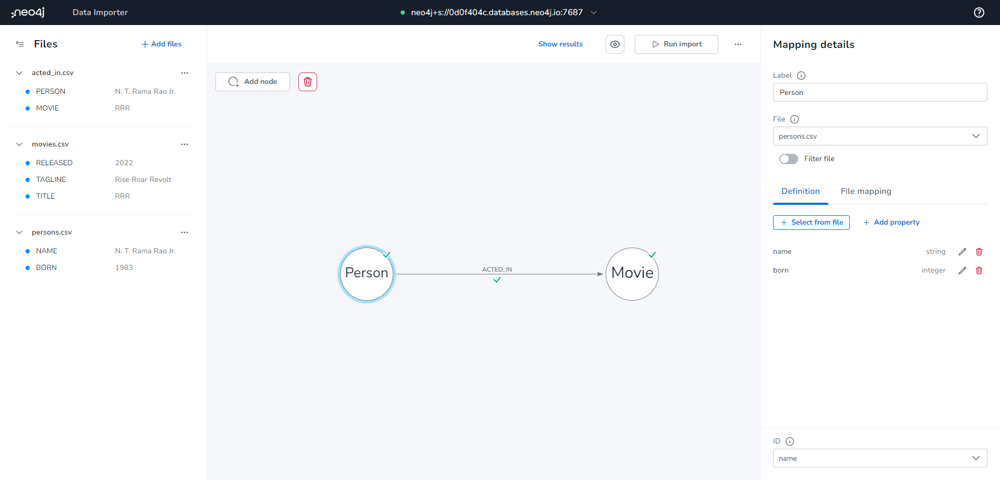 neo4j
Data Importer
neo4j+s://0d0f404c.databases.neo4j.io:7687
Files
Add files
acted_in.csv
PERSON N. T. Rama Rao Jr.
MOVIE RRR
movies.csv
RELEASED 2022
TAGLINE Rise Roar Revolt
TITLE RRR
persons.csv
NAME N. T. Rama Rao Jr.
BORN 1983
Show results
Run import
Add node
Person
ACTED_IN
Movie
Mapping details
Label
Person
File
persons.csv
Filter file
Definition File mapping
Select from file
Add property
name string
born integer
ID
name